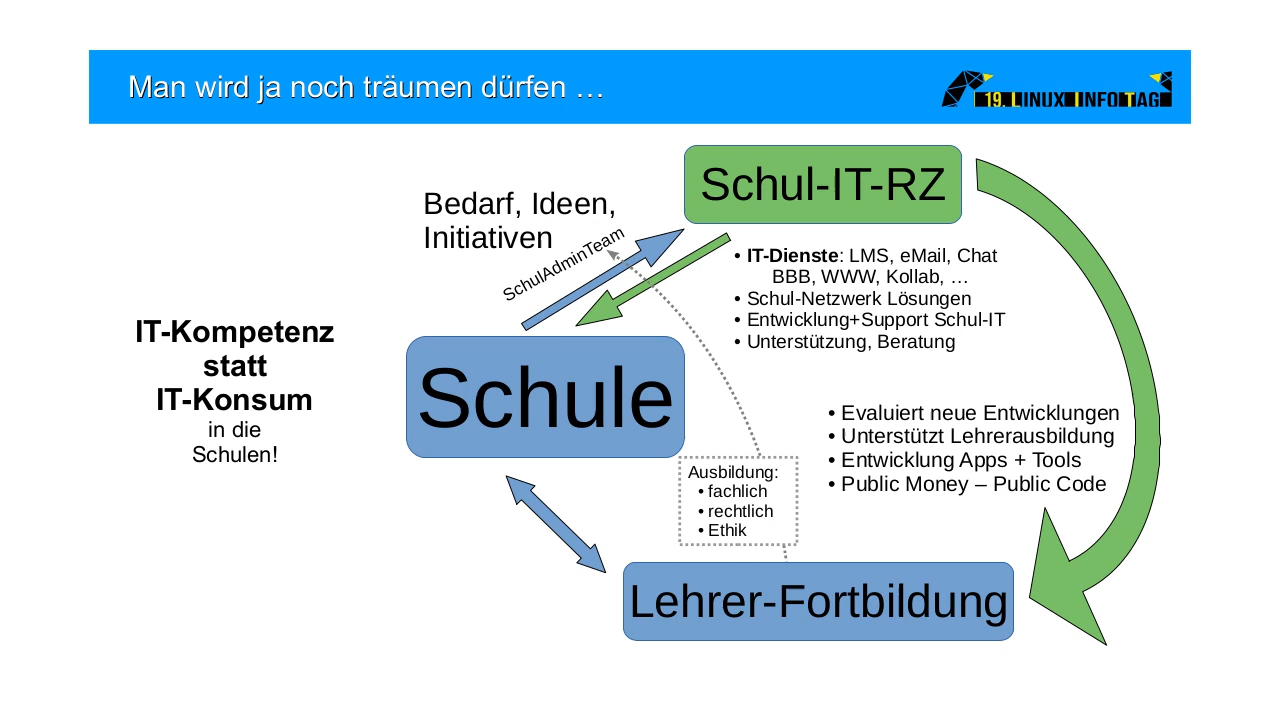 Man wird ja noch träumen dürfen …
19. LINUX INFOTAG
Schul-IT-RZ
Bedarf, Ideen,
Initiativen
SchulAdminTeam
• IT-Dienste: LMS, eMail, Chat
BBB, WWW, Kollab, …
• Schul-Netzwerk Lösungen
• Entwicklung+Support Schul-IT
• Unterstützung, Beratung
IT-Kompetenz
statt
IT-Konsum
in die
Schulen!
Schule
• Evaluiert neue Entwicklungen
• Unterstützt Lehrerausbildung
• Entwicklung Apps + Tools
• Public Money – Public Code
Ausbildung:
• fachlich
• rechtlich
• Ethik
Lehrer-Fortbildung